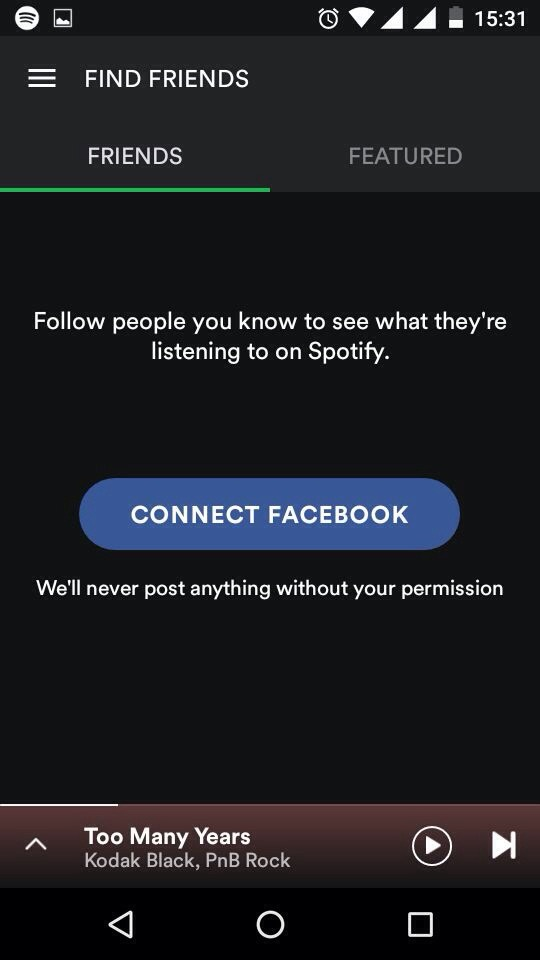 15:31
FIND FRIENDS
FRIENDS
FEATURED
Follow people you know to see what they're
listening to on Spotify.
CONNECT FACEBOOK
We'll never post anything without your permission
Too Many Years
Kodak Black, PnB Rock